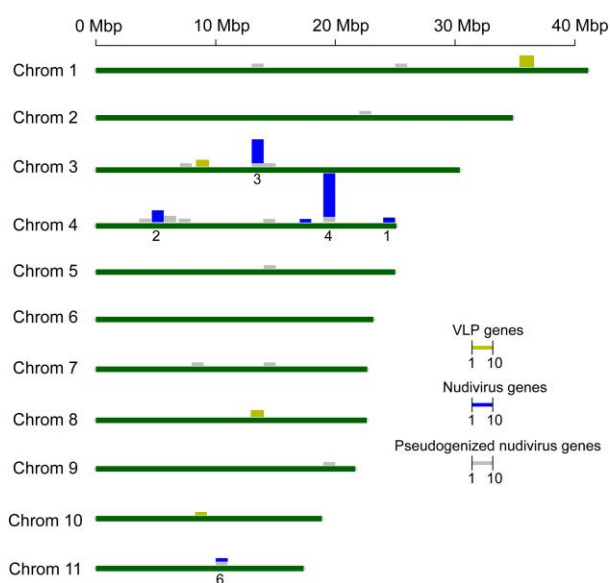 0 Mbp 10 Mbp 20 Mbp 30 Mbp 40 Mbp
Chrom 1
Chrom 2
Chrom 3
3
Chrom 4
2 4 1
Chrom 5
Chrom 6
VLP genes
1 10
Chrom 7
Nudivirus genes
1 10
Chrom 8
Pseudogenized nudivirus genes
1 10
Chrom 9
Chrom 10
Chrom 11
6